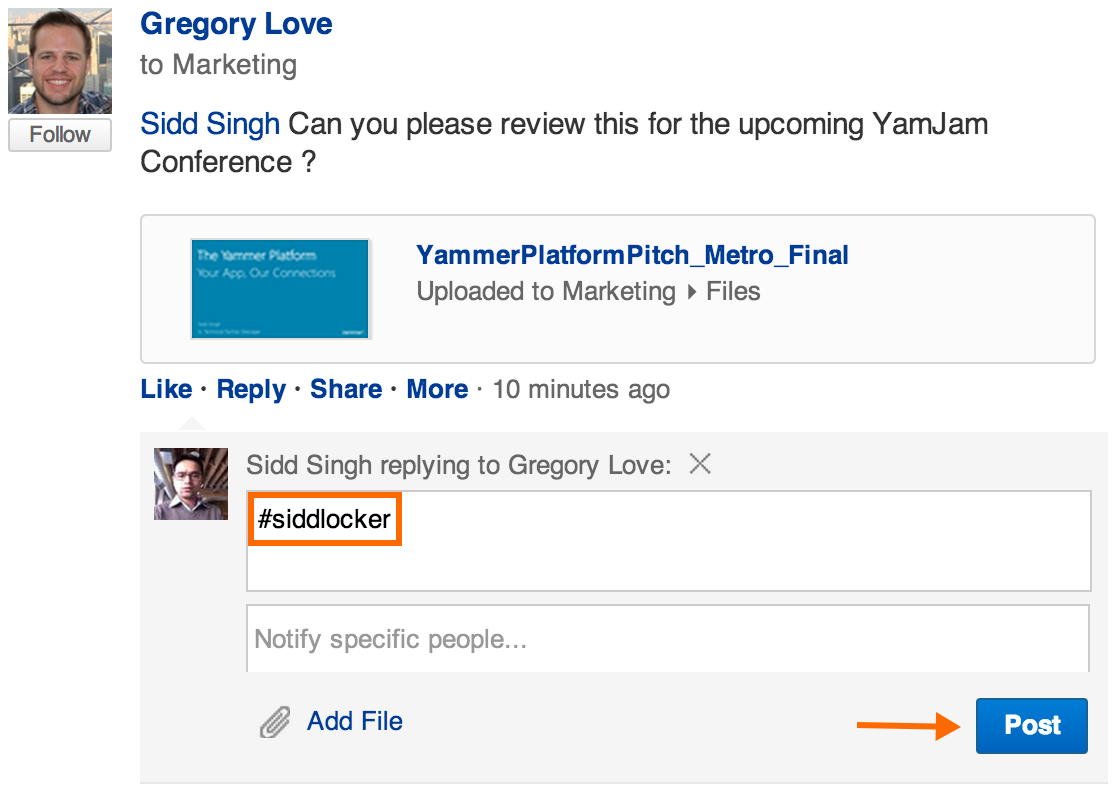 Gregory Love
to Marketing
Follow
Sidd Singh Can you please review this for the upcoming YamJam
Conference ?
The Yammer Platform
Your App, Our Connections
Sidd Singh
YammerPlatformPitch_Metro_Final
Uploaded to Marketing ▸ Files
Like · Reply · Share · More · 10 minutes ago
Sidd Singh replying to Gregory Love:
#siddlocker
Notify specific people...
Add File
Post